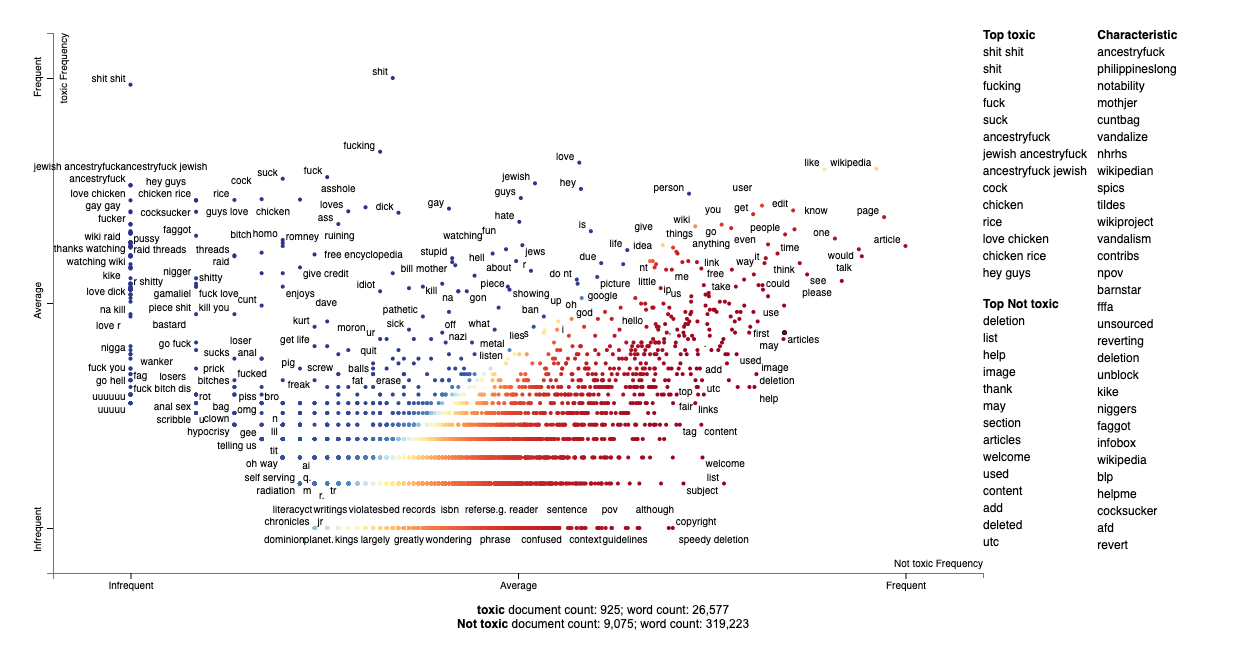 Frequent
toxic Frequency
Average
Infrequent
shit shit
shit
fucking
love
like
wikipedia
jewish ancestryfuck
ancestryfuck jewish
ancestryfuck
hey guys
cock
suck
fuck
jewish
hey
person
user
love chicken
chicken rice
rice
asshole
guys
gay gay
cocksucker
guys love
chicken
loves
dick
gay
hate
you
get
edit
know
page
fucker
ass
is
give
wiki
people
one
wiki raid
pussy
faggot
bitch
homo
romney
ruining
watching
fun
things
go
even
article
thanks watching
raid threads
threads
free encyclopedia
stupid
hell
jews
life
idea
anything
time
would
watching wiki
raid
bill mother
about
r
due
nt
link
way
it
think
talk
kike
r shitty
nigger
shitty
give credit
idiot
piece
do nt
picture
little
me
free
could
see
love dick
gamaliel
fuck love
cunt
enjoys
kill
na
gon
showing
google
ip
us
take
please
na kill
piece shit
kill you
dave
pathetic
ban
up
oh
god
use
love r
bastard
kurt
moron
ur
sick
off
what
i
hello
first
nigga
go fuck
loser
get life
nazi
metal
lies
s
may
articles
wanker
sucks
anal
quit
listen
used
image
fuck you
fag
losers
prick
fucked
pig
screw
balls
add
deletion
go hell
fuck bitch dis
bitches
freak
fat
erase
top
utc
help
uuuuuu
rot
piss
bro
fair
links
uuuuu
anal sex
bag
omg
scribble
u
clown
n
hypocrisy
gee
lil
tag
content
telling us
tit
oh way
ai
welcome
self serving
q.
list
radiation
m
r.
tr
subject
literacy
ct
writings
violates
bed
records
isbn
refers
e.g.
reader
sentence
pov
although
chronicles
jr
copyright
dominion
planet.
kings
largely
greatly
wondering
phrase
confused
context
guidelines
speedy deletion
Not toxic Frequency
Infrequent
Average
Frequent
toxic document count: 925; word count: 26,577
Not toxic document count: 9,075; word count: 319,223
Top toxic
shit shit
shit
fucking
fuck
suck
ancestryfuck
jewish ancestryfuck
ancestryfuck jewish
cock
chicken
rice
love chicken
chicken rice
hey guys
Top Not toxic
deletion
list
help
image
thank
may
section
articles
welcome
used
content
add
deleted
utc
Characteristic
ancestryfuck
philippineslong
notability
mothjer
cuntbag
vandalize
nhrhs
wikipedian
spics
tildes
wikiproject
vandalism
contribs
npov
barnstar
fffa
unsourced
reverting
deletion
unblock
kike
niggers
faggot
infobox
wikipedia
blp
helpme
cocksucker
afd
revert